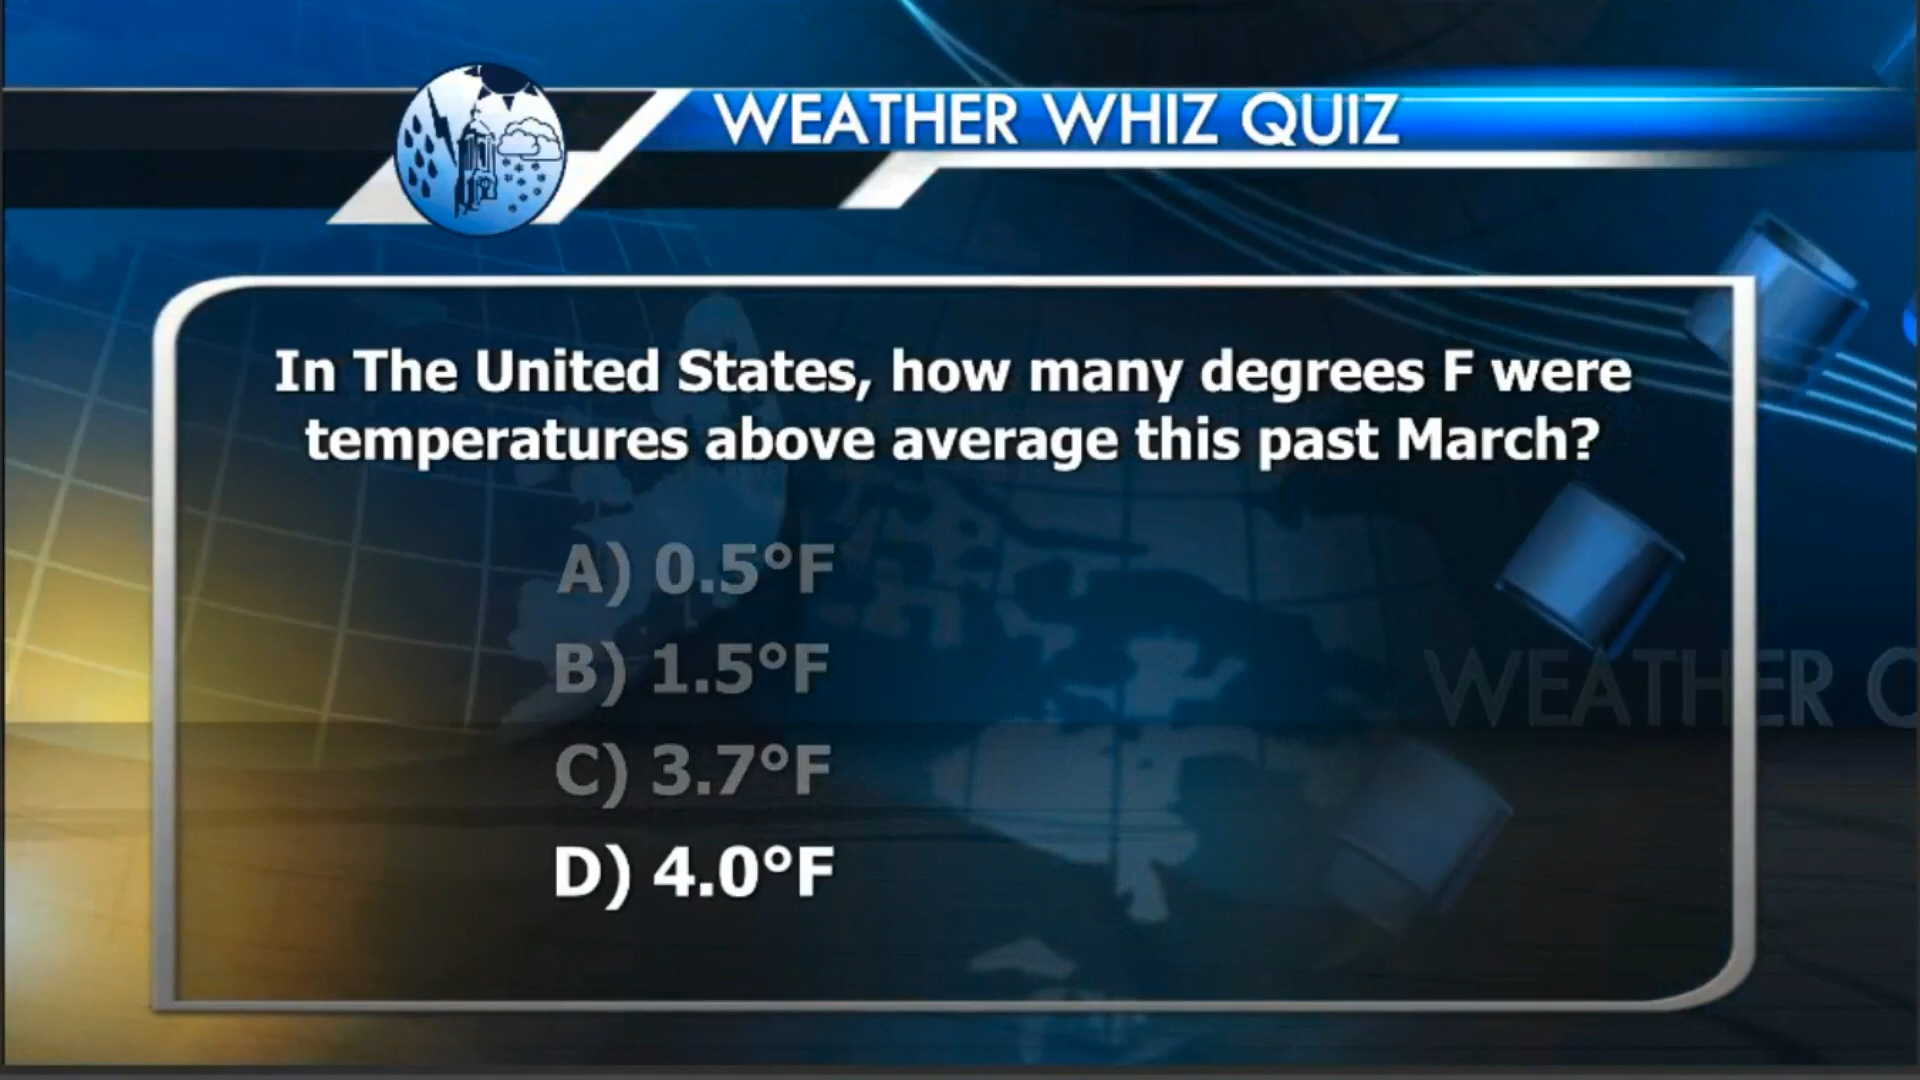 WEATHER WHIZ QUIZ
In The United States, how many degrees F were
temperatures above average this past March?
A) 0.5°F
B) 1.5°F
C) 3.7°F
D) 4.0°F
WEATHER